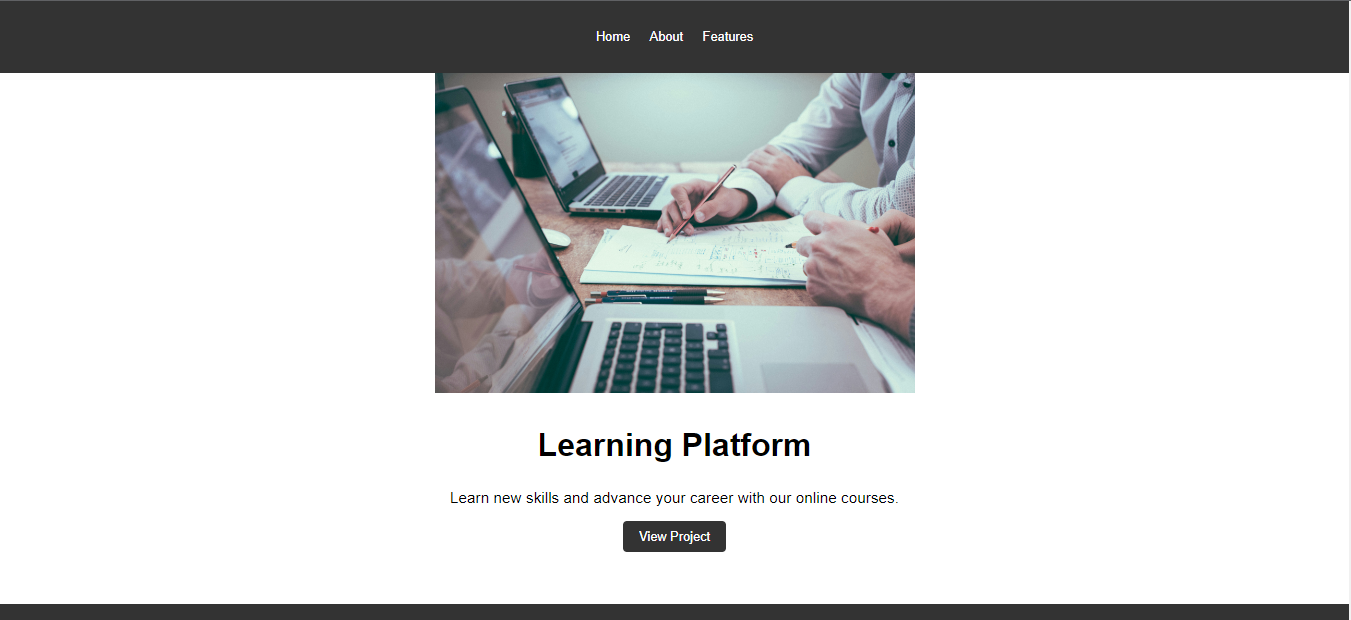 Home About Features
Learning Platform
Learn new skills and advance your career with our online courses.
View Project